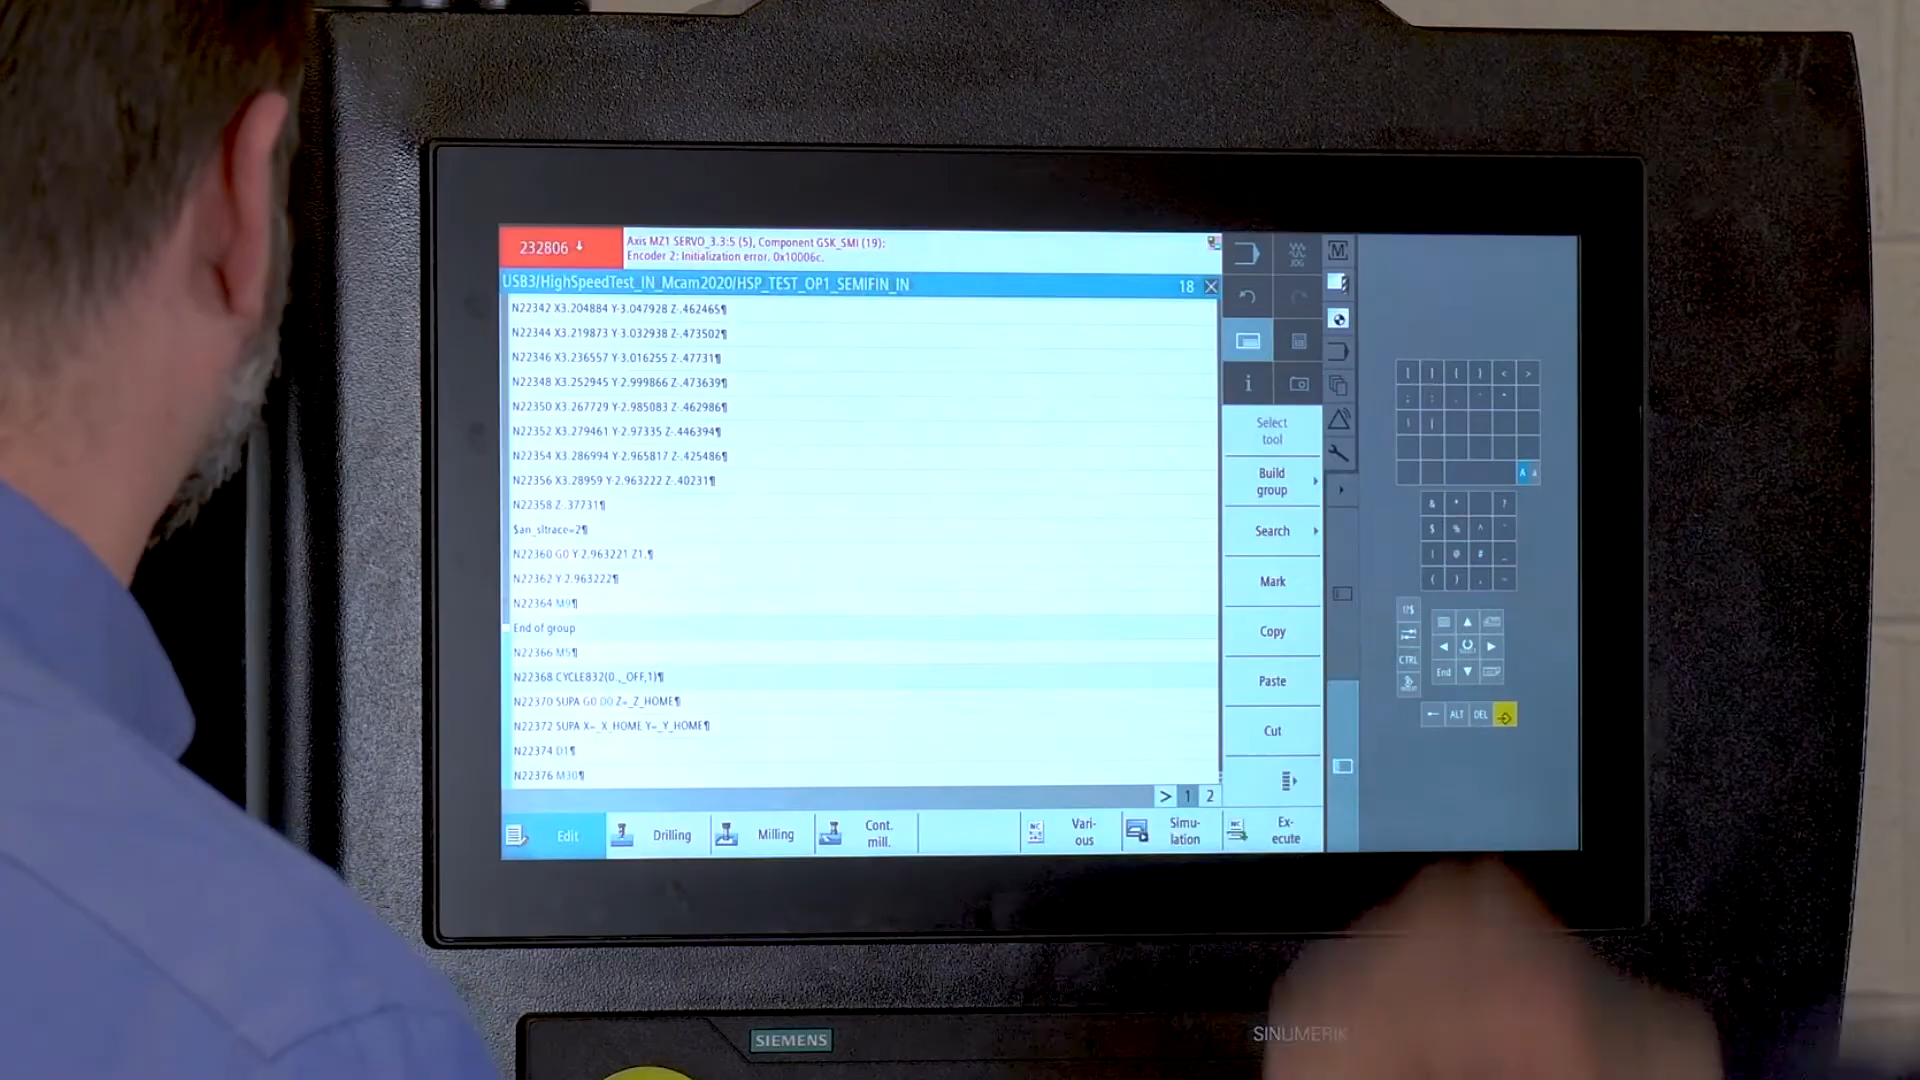 232806
Axis MZ1 SERVO_3.3:5 (5), Component GSK_SMI (19):
Encoder 2: Initialization error. 0x10006c.
USB3/HighSpeedTest_IN_Mcam2020/HSP_TEST_OP1_SEMIFIN_IN 18
N22342 X3.204884 Y-3.047928 Z-.462465¶
N22344 X3.219873 Y-3.032938 Z-.473502¶
N22346 X3.236557 Y-3.016255 Z-.47731¶
N22348 X3.252945 Y-2.999866 Z-.473639¶
N22350 X3.267729 Y-2.985083 Z-.462986¶
N22352 X3.279461 Y-2.97335 Z-.446394¶
N22354 X3.286994 Y-2.965817 Z-.425486¶
N22356 X3.28959 Y-2.963222 Z-.40231¶
N22358 Z-.37731¶
$an_sltrace=2¶
N22360 G0 Y-2.963221 Z1.¶
N22362 Y-2.963222¶
N22364 M9¶
End of group
N22366 M5¶
N22368 CYCLE832(0.,_OFF,1)¶
N22370 SUPA G0 D0 Z=_Z_HOME¶
N22372 SUPA X=_X_HOME Y=_Y_HOME¶
N22374 D1¶
N22376 M30¶
> 1 2
Edit
Drilling
Milling
Cont.
mill.
Vari-
ous
Simu-
lation
Ex-
ecute
JOG
M
i
Select
tool
Build
group
Search
Mark
Copy
Paste
Cut
[ ] { } < >
A
& * ?
$ % ^
| @ # _
( ) , ~
CTRL
End
ALT DEL
SIEMENS
SINUMERIK